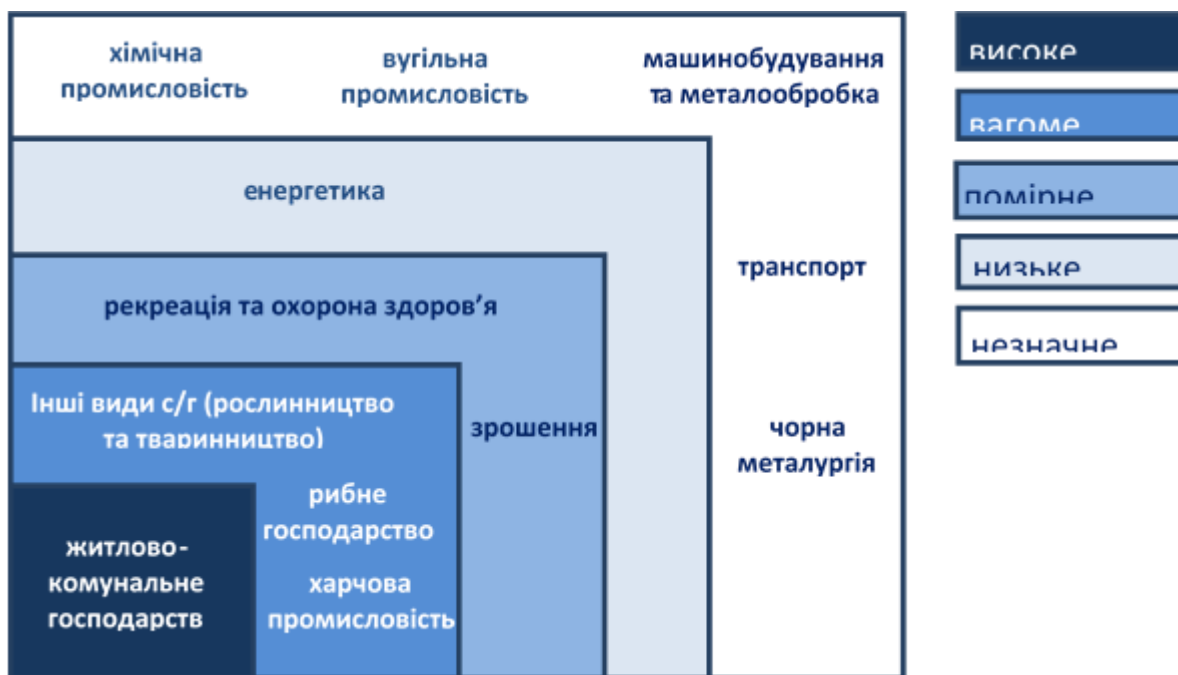 хімічна
промисловість
вугільна
промисловість
машинобудування
та металообробка
енергетика
транспорт
рекреація та охорона здоров’я
Інші види с/г (рослинництво
та тваринництво)
зрошення
чорна
металургія
рибне
господарство
житлово-
комунальне
господарств
харчова
промисловість
високе
вагоме
помірне
низьке
незначне